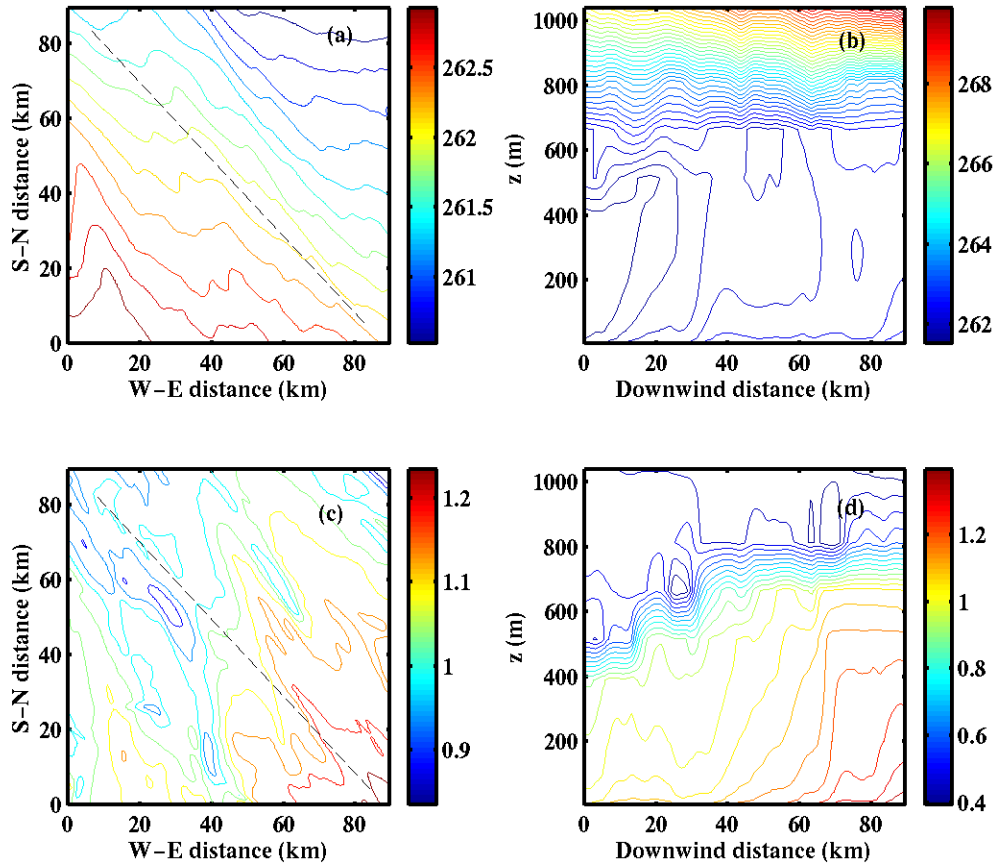 (a)
80
60
40
20
0
S−N distance (km)
0 20 40 60 80
W−E distance (km)
262.5
262
261.5
261
(b)
1000
800
600
400
200
z (m)
0 20 40 60 80
Downwind distance (km)
268
266
264
262
(c)
80
60
40
20
0
S−N distance (km)
0 20 40 60 80
W−E distance (km)
1.2
1.1
1
0.9
(d)
1000
800
600
400
200
z (m)
0 20 40 60 80
Downwind distance (km)
1.2
1
0.8
0.6
0.4